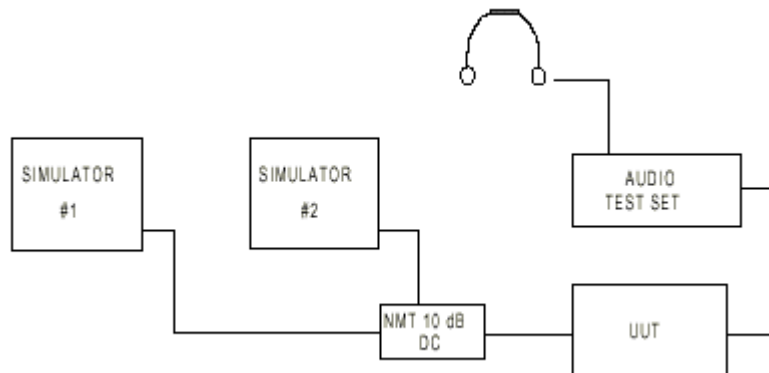 SIMULATOR
#1
SIMULATOR
#2
AUDIO
TEST SET
NMT 10 dB
DC
UUT